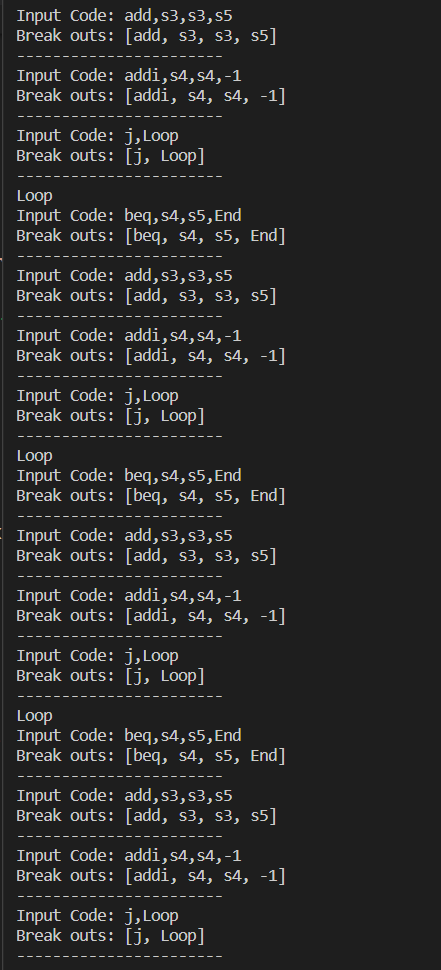 Input Code: add,s3,s3,s5
Break outs: [add, s3, s3, s5]
-----------------------
Input Code: addi,s4,s4,-1
Break outs: [addi, s4, s4, -1]
-----------------------
Input Code: j,Loop
Break outs: [j, Loop]
-----------------------
Loop
Input Code: beq,s4,s5,End
Break outs: [beq, s4, s5, End]
-----------------------
Input Code: add,s3,s3,s5
Break outs: [add, s3, s3, s5]
-----------------------
Input Code: addi,s4,s4,-1
Break outs: [addi, s4, s4, -1]
-----------------------
Input Code: j,Loop
Break outs: [j, Loop]
-----------------------
Loop
Input Code: beq,s4,s5,End
Break outs: [beq, s4, s5, End]
-----------------------
Input Code: add,s3,s3,s5
Break outs: [add, s3, s3, s5]
-----------------------
Input Code: addi,s4,s4,-1
Break outs: [addi, s4, s4, -1]
-----------------------
Input Code: j,Loop
Break outs: [j, Loop]
-----------------------
Loop
Input Code: beq,s4,s5,End
Break outs: [beq, s4, s5, End]
-----------------------
Input Code: add,s3,s3,s5
Break outs: [add, s3, s3, s5]
-----------------------
Input Code: addi,s4,s4,-1
Break outs: [addi, s4, s4, -1]
-----------------------
Input Code: j,Loop
Break outs: [j, Loop]
-----------------------